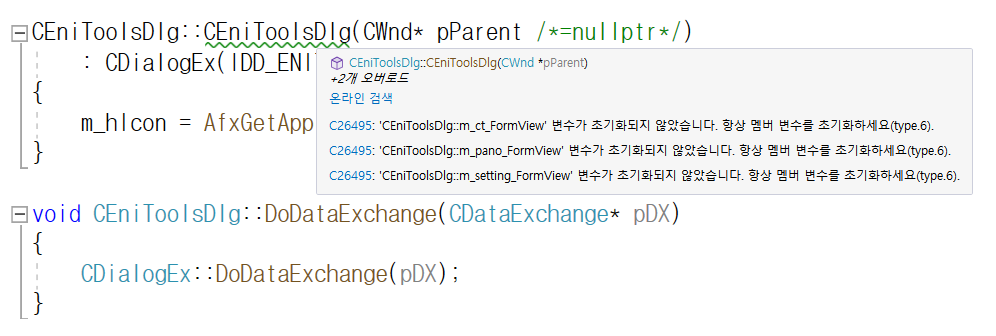 CEniToolsDlg::CEniToolsDlg(CWnd* pParent /*=nullptr*/)
: CDialogEx(IDD_ENI
CEniToolsDlg::CEniToolsDlg(CWnd *pParent)
+2개 오버로드
{
온라인 검색
m_hIcon = AfxGetApp
C26495: 'CEniToolsDlg::m_ct_FormView' 변수가 초기화되지 않았습니다. 항상 멤버 변수를 초기화하세요(type.6).
}
C26495: 'CEniToolsDlg::m_pano_FormView' 변수가 초기화되지 않았습니다. 항상 멤버 변수를 초기화하세요(type.6).
C26495: 'CEniToolsDlg::m_setting_FormView' 변수가 초기화되지 않았습니다. 항상 멤버 변수를 초기화하세요(type.6).
void CEniToolsDlg::DoDataExchange(CDataExchange* pDX)
{
CDialogEx::DoDataExchange(pDX);
}